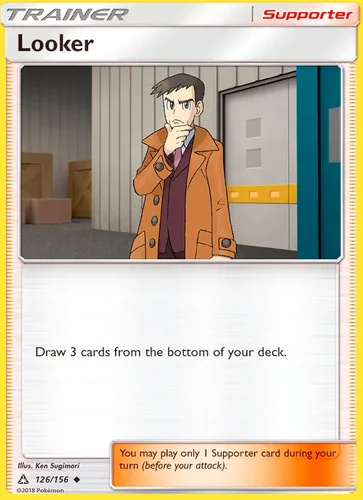 TRAINER Supporter
Looker
Draw 3 cards from the bottom of your deck.
Illus. Ken Sugimori
126/156 ◆
©2018 Pokémon
You may play only 1 Supporter card during your
turn (before your attack).